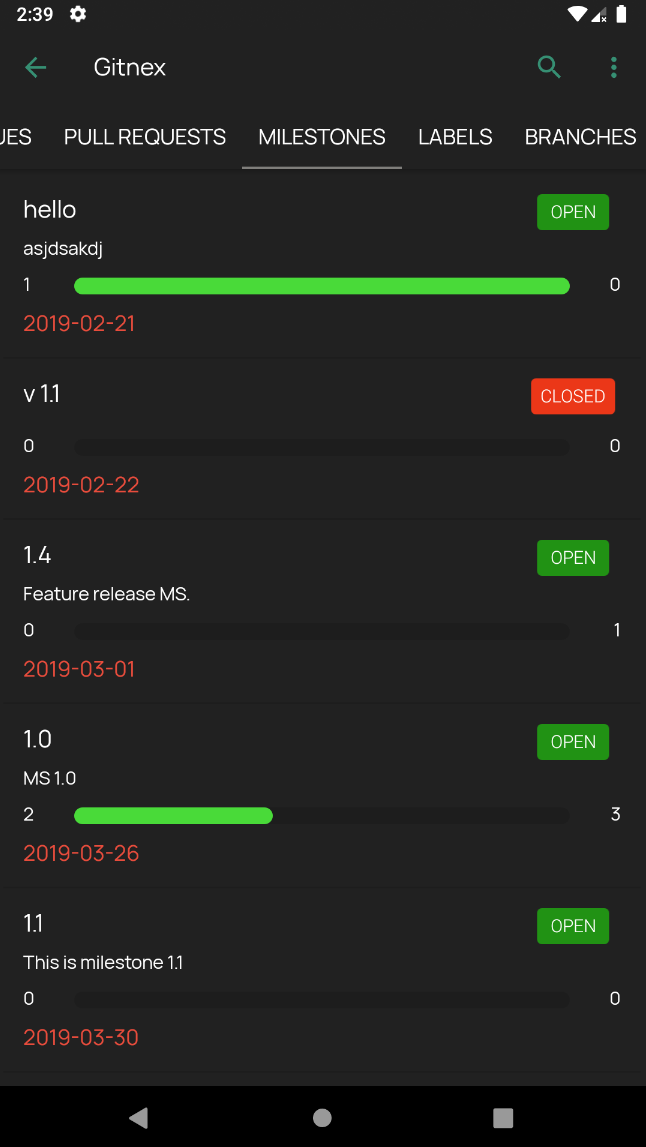 2:39
Gitnex
UES PULL REQUESTS MILESTONES LABELS BRANCHES
hello OPEN
asjdsakdj
1 0
2019-02-21
v 1.1 CLOSED
0 0
2019-02-22
1.4 OPEN
Feature release MS.
0 1
2019-03-01
1.0 OPEN
MS 1.0
2 3
2019-03-26
1.1 OPEN
This is milestone 1.1
0 0
2019-03-30